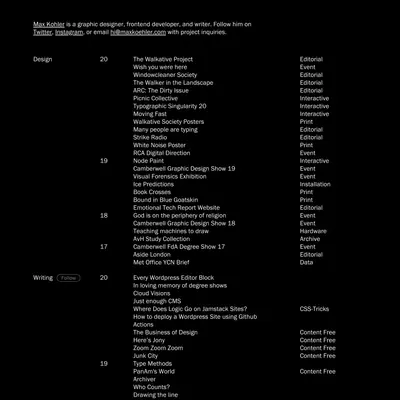 Max Kohler is a graphic designer, frontend developer, and writer. Follow him on
Twitter, Instagram, or email hi@maxkoehler.com with project inquiries.
Design 20 The Walkative Project Editorial
Wish you were here Event
Windowcleaner Society Editorial
The Walker in the Landscape Editorial
ARC: The Dirty Issue Editorial
Picnic Collective Interactive
Typographic Singularity 20 Interactive
Moving Fast Interactive
Walkative Society Posters Print
Many people are typing Editorial
Strike Radio Editorial
White Noise Poster Print
RCA Digital Direction Event
19 Node Paint Interactive
Camberwell Graphic Design Show 19 Event
Visual Forensics Exhibition Event
Ice Predictions Installation
Book Crosses Print
Bound in Blue Goatskin Print
Emotional Tech Report Website Editorial
18 God is on the periphery of religion Event
Camberwell Graphic Design Show 18 Event
Teaching machines to draw Hardware
AvH Study Collection Archive
17 Camberwell FdA Degree Show 17 Event
Aside London Editorial
Met Office YCN Brief Data
Writing Follow 20 Every Wordpress Editor Block
In loving memory of degree shows
Cloud Visions
Just enough CMS
Where Does Logic Go on Jamstack Sites? CSS-Tricks
How to deploy a Wordpress Site using Github
Actions
The Business of Design Content Free
Here's Jony Content Free
Zoom Zoom Zoom Content Free
Junk City Content Free
19 Type Methods
PanAm's World Content Free
Archiver
Who Counts?
Drawing the line